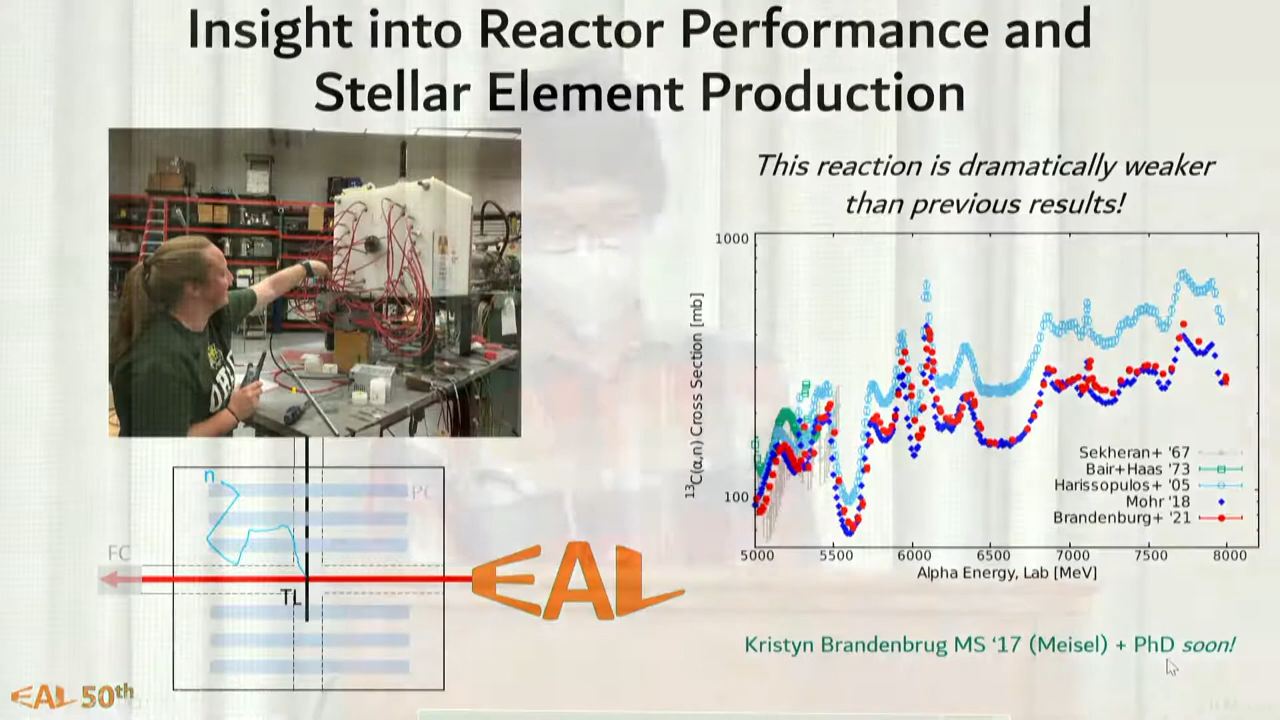 Insight into Reactor Performance and
Stellar Element Production
This reaction is dramatically weaker
than previous results!
1000
100
¹³C(α,n) Cross Section [mb]
Sekheran+ '67
Bair+Haas '73
Harissopulos+ '05
Mohr '18
Brandenburg+ '21
5000 5500 6000 6500 7000 7500 8000
Alpha Energy, Lab [MeV]
n
PC
FC
TL
EAL
Kristyn Brandenbrug MS '17 (Meisel) + PhD soon!
EAL 50th